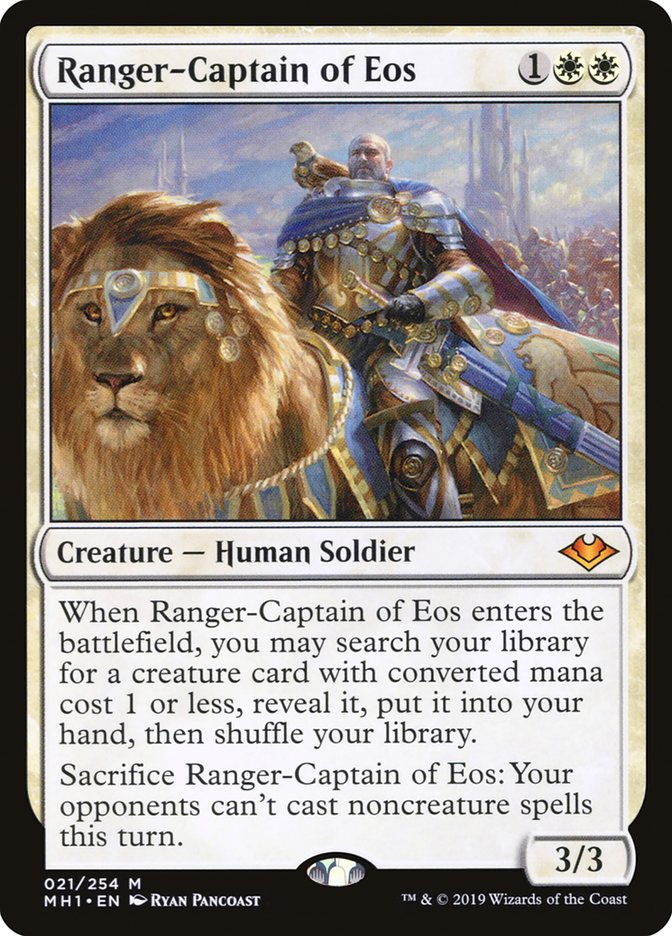 Ranger-Captain of Eos 1
Creature — Human Soldier
When Ranger-Captain of Eos enters the
battlefield, you may search your library
for a creature card with converted mana
cost 1 or less, reveal it, put it into your
hand, then shuffle your library.
Sacrifice Ranger-Captain of Eos: Your
opponents can't cast noncreature spells
this turn.
3/3
021/254 M
MH1 • EN Ryan Pancoast
™ & © 2019 Wizards of the Coast